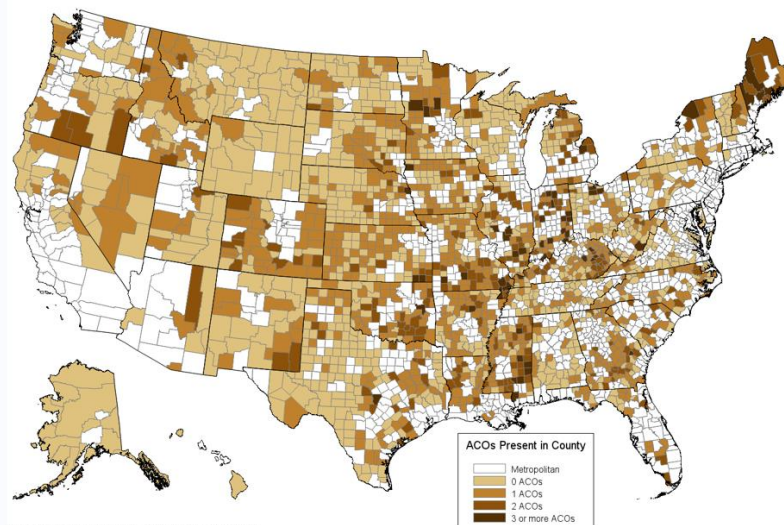 ACOs Present in County
Metropolitan
0 ACOs
1 ACOs
2 ACOs
3 or more ACOs